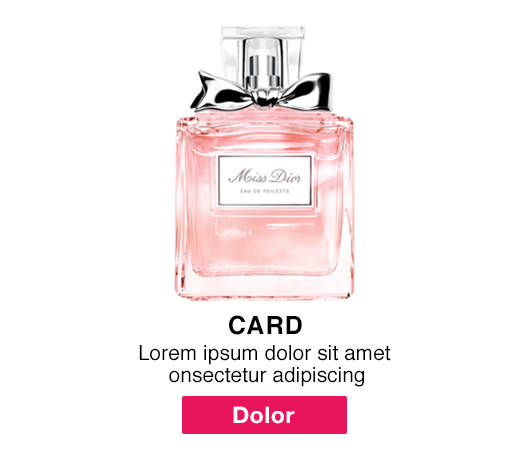 Miss Dior
EAU DE TOILETTE
CARD
Lorem ipsum dolor sit amet
onsectetur adipiscing
Dolor